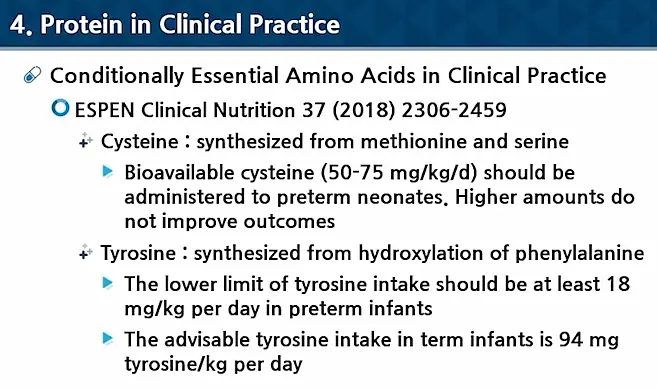 4. Protein in Clinical Practice
Conditionally Essential Amino Acids in Clinical Practice
ESPEN Clinical Nutrition 37 (2018) 2306-2459
Cysteine : synthesized from methionine and serine
Bioavailable cysteine (50-75 mg/kg/d) should be
administered to preterm neonates. Higher amounts do
not improve outcomes
Tyrosine : synthesized from hydroxylation of phenylalanine
The lower limit of tyrosine intake should be at least 18
mg/kg per day in preterm infants
The advisable tyrosine intake in term infants is 94 mg
tyrosine/kg per day